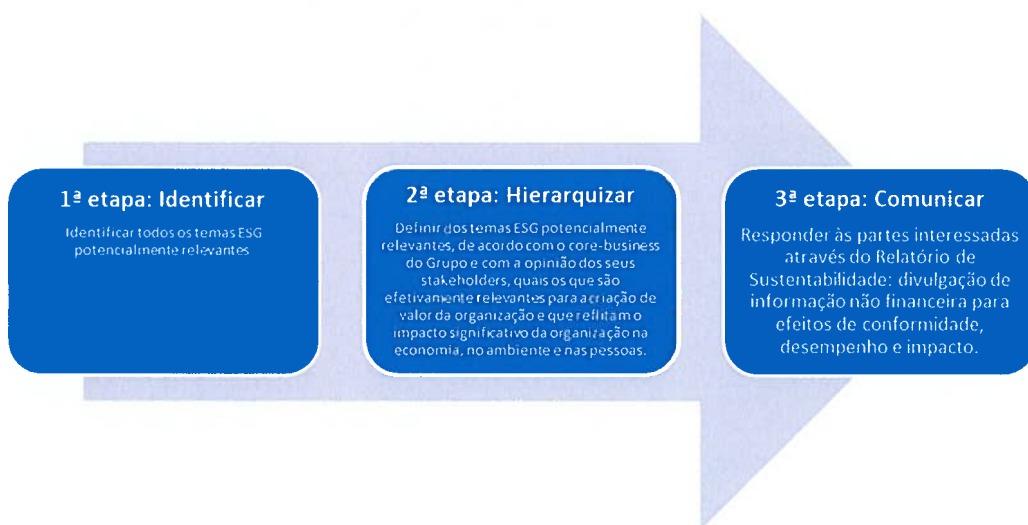 1ª etapa: Identificar
Identificar todos os temas ESG
potencialmente relevantes
2ª etapa: Hierarquizar
Definir dos temas ESG potencialmente
relevantes, de acordo com o core-business
do Grupo e com a opinião dos seus
stakeholders, quais os que são
efetivamente relevantes para a criação de
valor da organização e que reflitam o
impacto significativo da organização na
economia, no ambiente e nas pessoas.
3ª etapa: Comunicar
Responder às partes interessadas
através do Relatório de
Sustentabilidade: divulgação de
informação não financeira para
efeitos de conformidade,
desempenho e impacto.